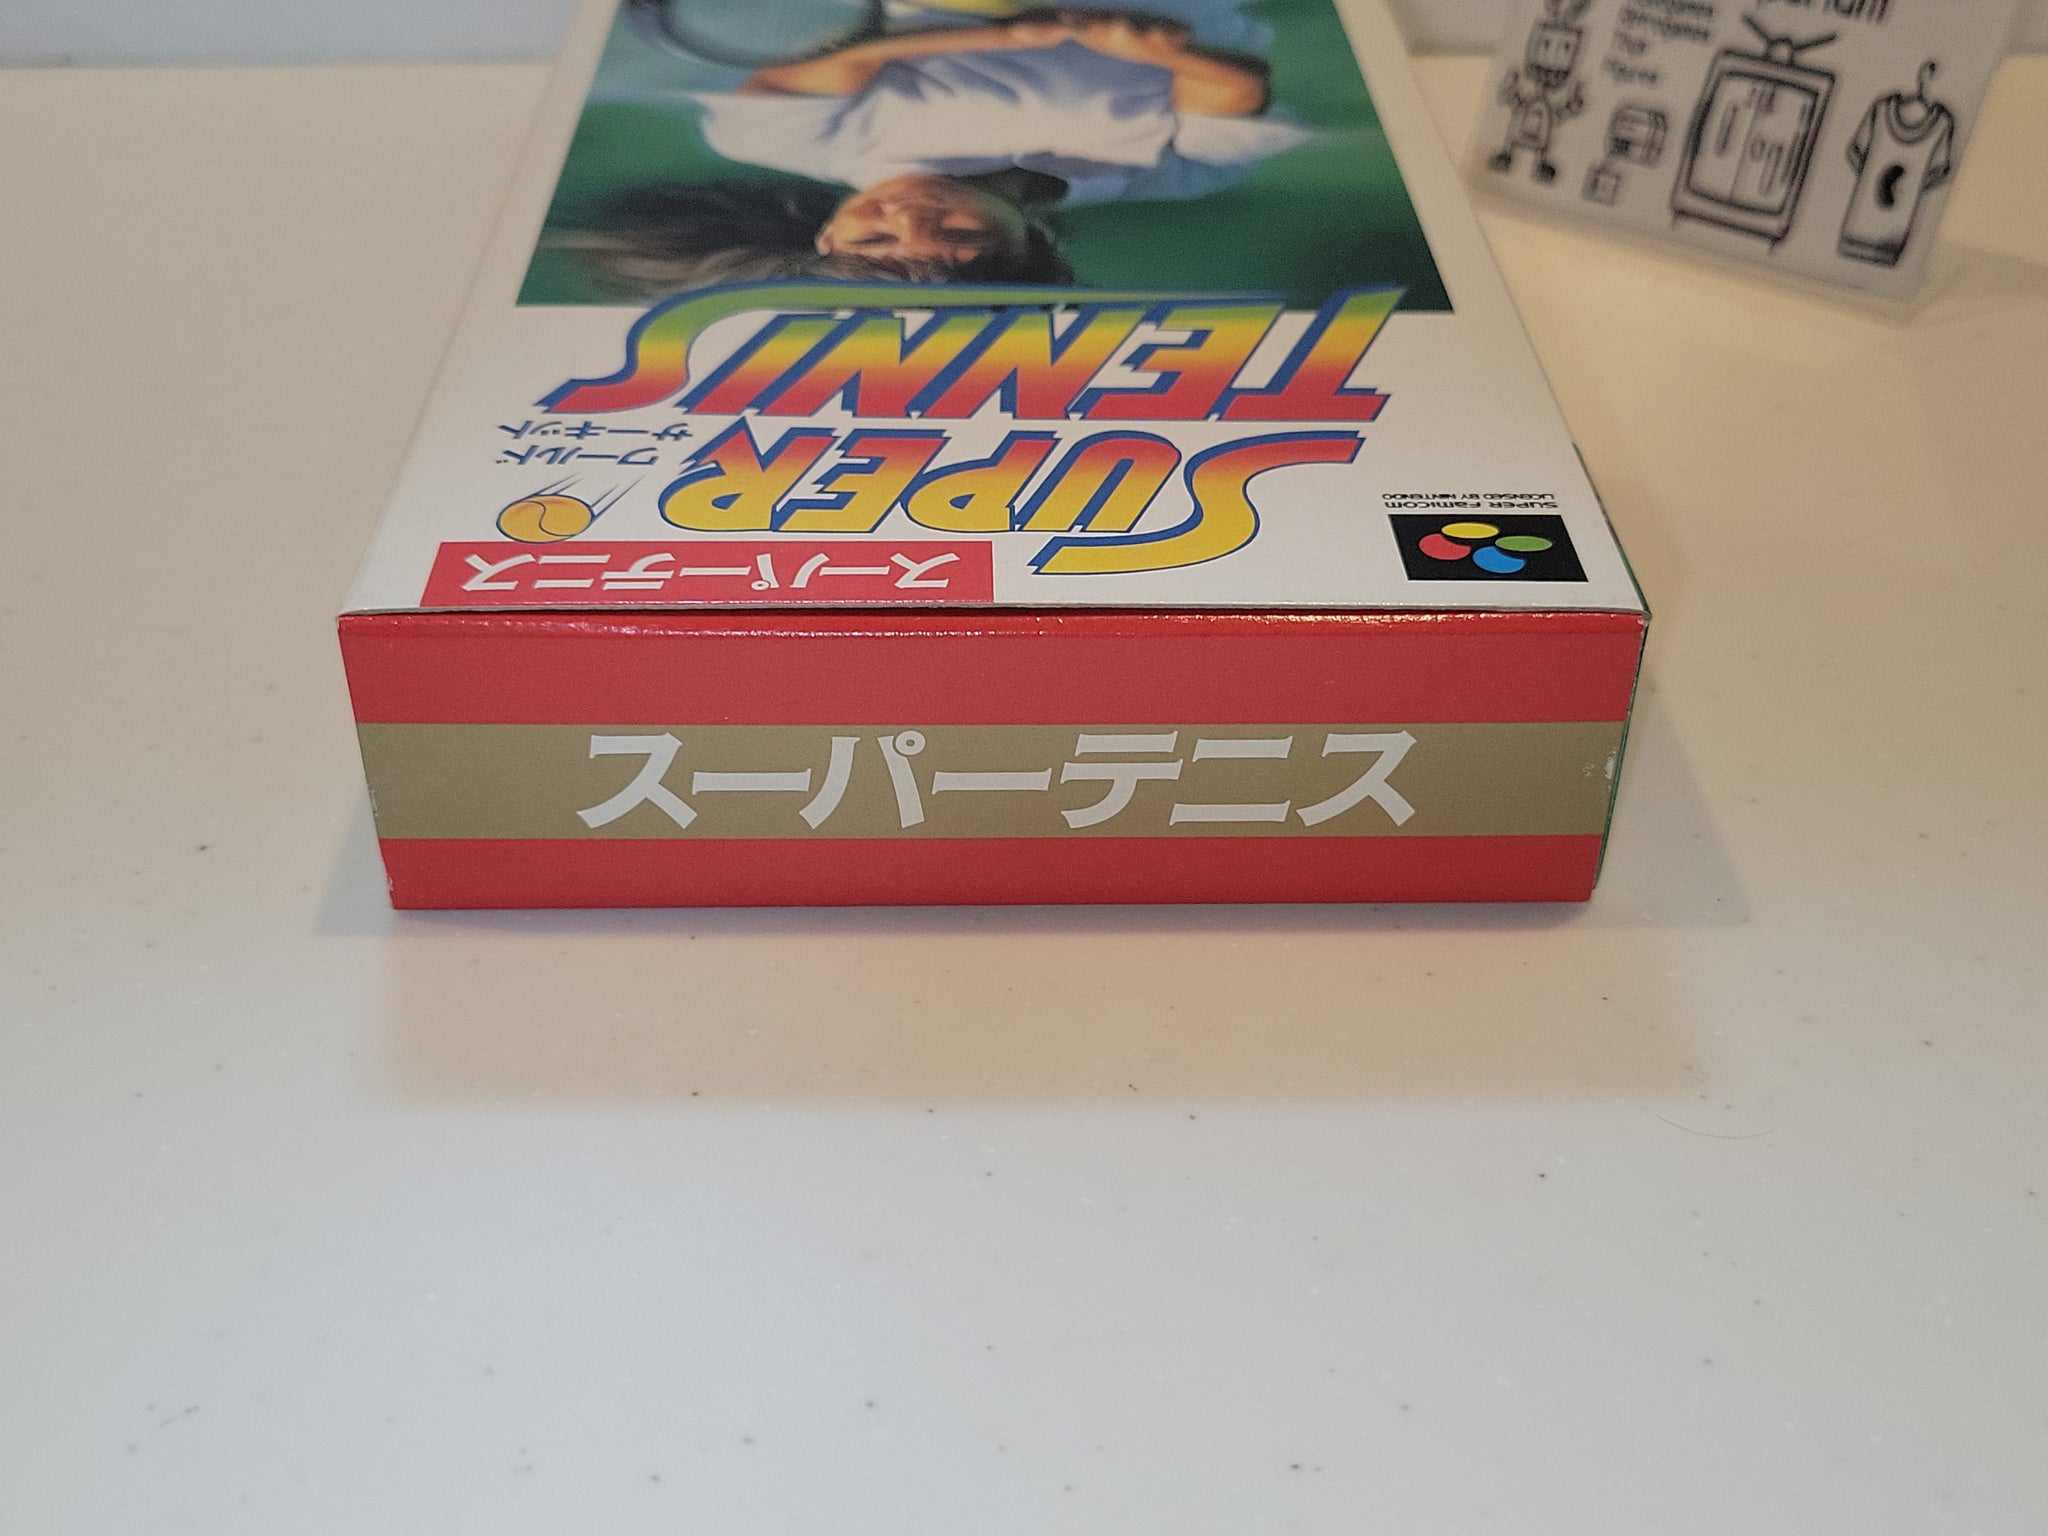 TENNIS
SUPER
ワールド
サーキット
SUPER FAMICOM
LICENSED BY NINTENDO
スーパーテニス
スーパーテニス